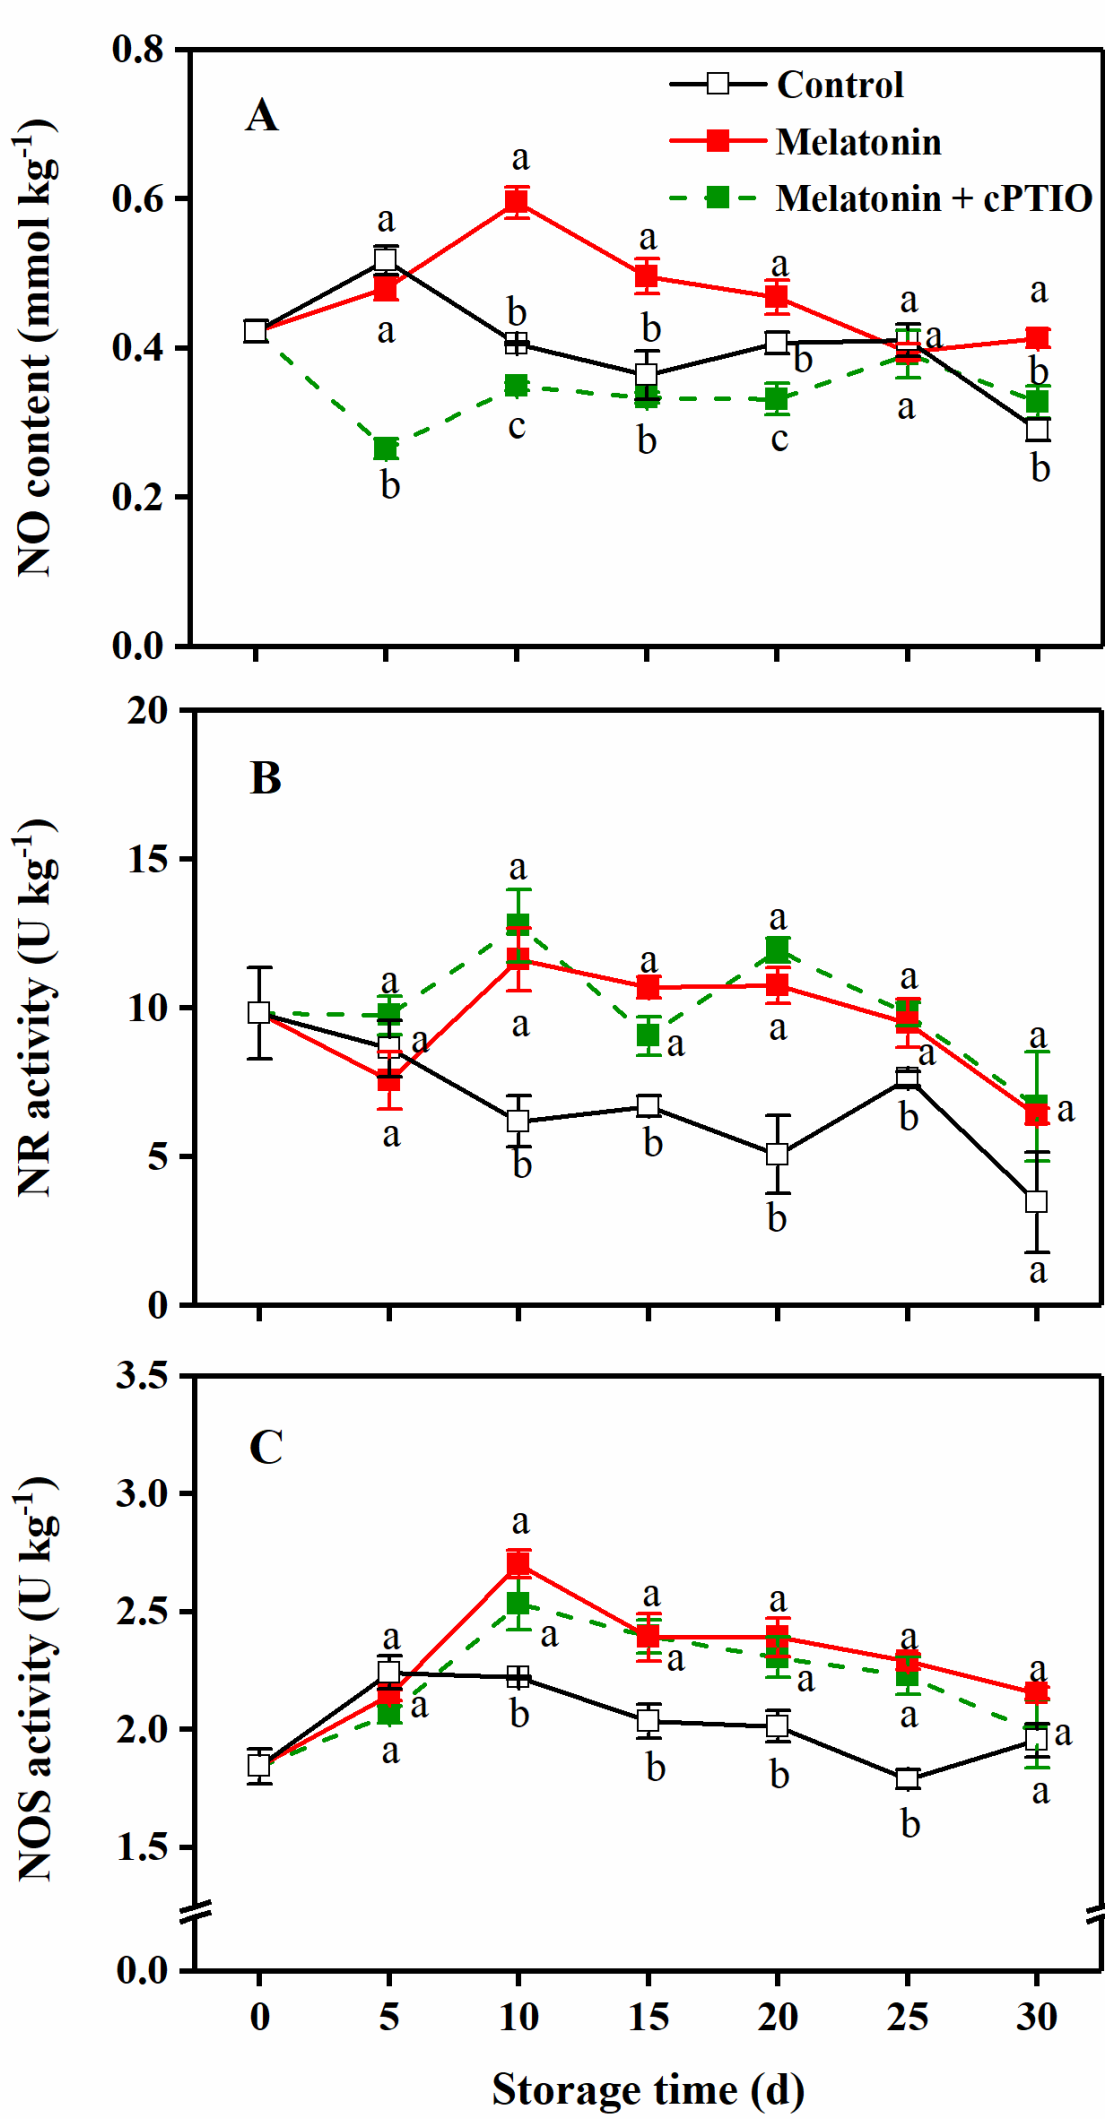 0.8
A
Control
Melatonin
Melatonin + cPTIO
NO content (mmol kg⁻¹)
a
a
a
a
a
a
0.6
a
b
b
b
a
b
0.4
b
c
b
c
a
b
0.2
0.0
20
B
NR activity (U kg⁻¹)
15
a
a
a
a
a
a
10
a
a
a
a
a
a
a
b
b
b
b
5
a
0
3.5
C
NOS activity (U kg⁻¹)
3.0
a
2.5
a
a
a
a
a
a
a
a
a
a
a
a
2.0
b
b
b
b
a
1.5
0.0
0 5 10 15 20 25 30
Storage time (d)